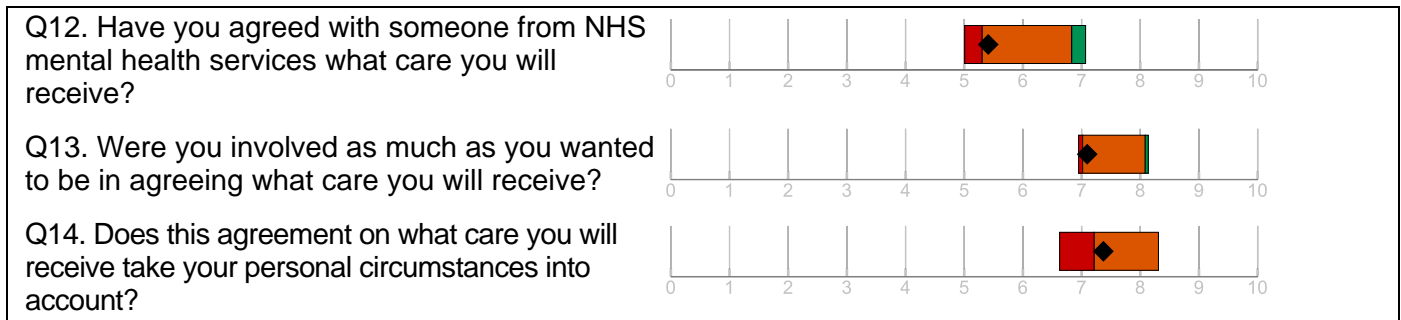 Q12. Have you agreed with someone from NHS
mental health services what care you will
receive?
0 1 2 3 4 5 6 7 8 9 10
Q13. Were you involved as much as you wanted
to be in agreeing what care you will receive?
0 1 2 3 4 5 6 7 8 9 10
Q14. Does this agreement on what care you will
receive take your personal circumstances into
account?
0 1 2 3 4 5 6 7 8 9 10